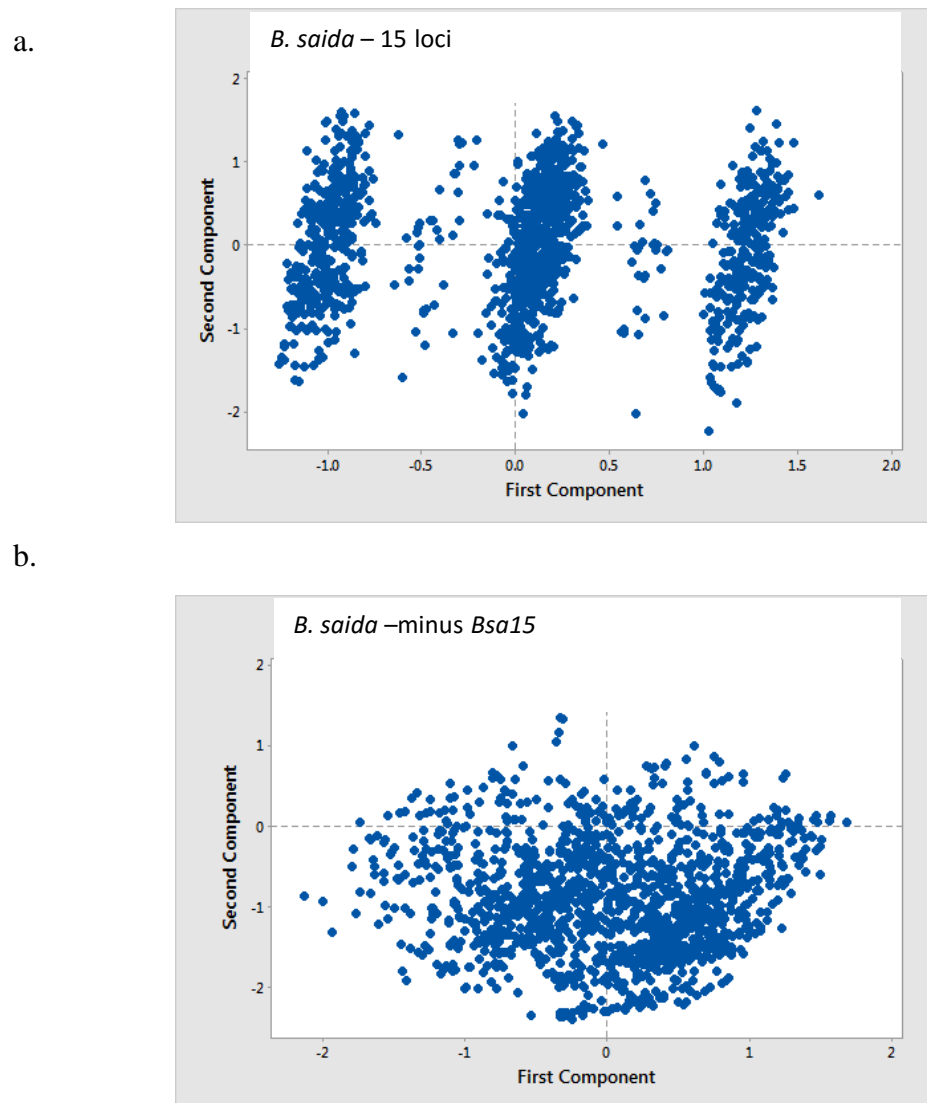 a.
B. saida – 15 loci
2
1
0
-1
-2
Second Component
-1.0 -0.5 0.0 0.5 1.0 1.5 2.0
First Component
b.
B. saida –minus Bsa15
2
1
0
-1
-2
Second Component
-2 -1 0 1 2
First Component